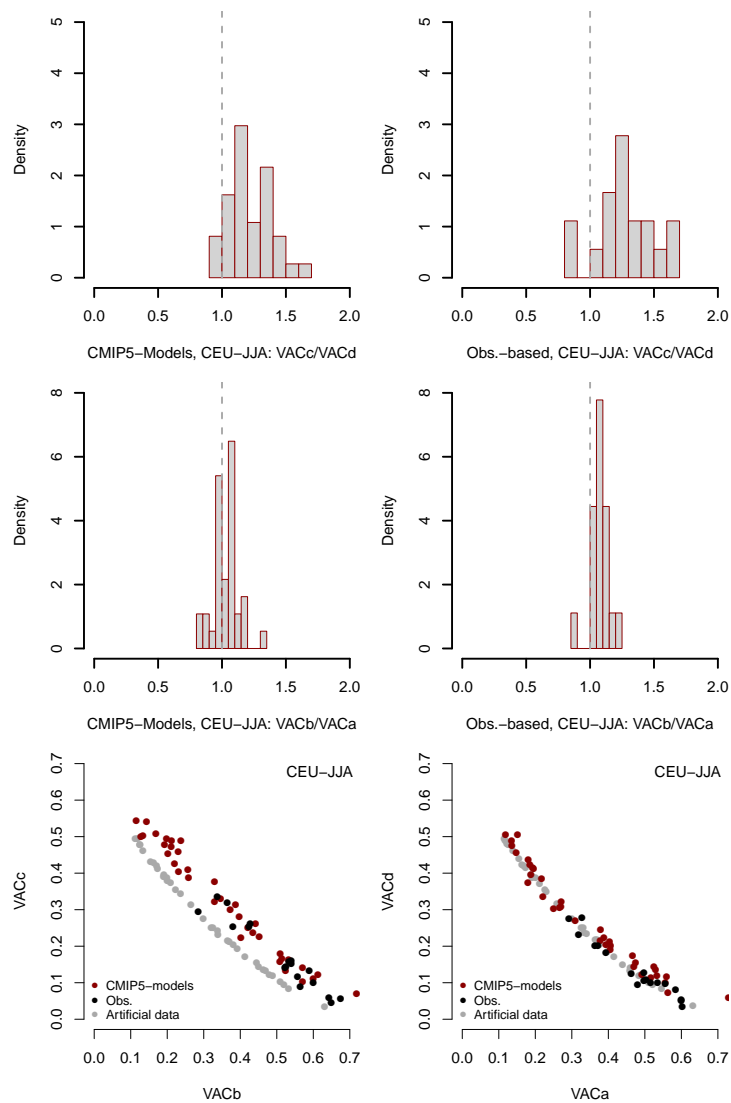 5
4
3
2
1
0
Density
0.0 0.5 1.0 1.5 2.0
CMIP5−Models, CEU−JJA: VACc/VACd
5
4
3
2
1
0
Density
0.0 0.5 1.0 1.5 2.0
Obs.−based, CEU−JJA: VACc/VACd
8
6
4
2
0
Density
0.0 0.5 1.0 1.5 2.0
CMIP5−Models, CEU−JJA: VACb/VACa
8
6
4
2
0
Density
0.0 0.5 1.0 1.5 2.0
Obs.−based, CEU−JJA: VACb/VACa
0.7
0.6
0.5
0.4
0.3
0.2
0.1
0.0
VACc
CEU−JJA
CMIP5−models
Obs.
Artificial data
0.0 0.1 0.2 0.3 0.4 0.5 0.6 0.7
VACb
0.7
0.6
0.5
0.4
0.3
0.2
0.1
0.0
VACd
CEU−JJA
CMIP5−models
Obs.
Artificial data
0.0 0.1 0.2 0.3 0.4 0.5 0.6 0.7
VACa